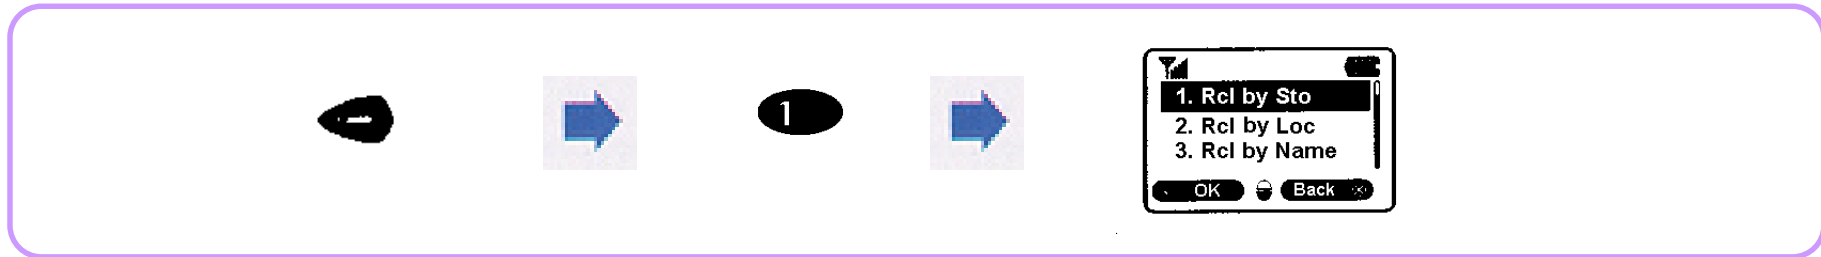 1
1. Rcl by Sto
2. Rcl by Loc
3. Rcl by Name
OK Back